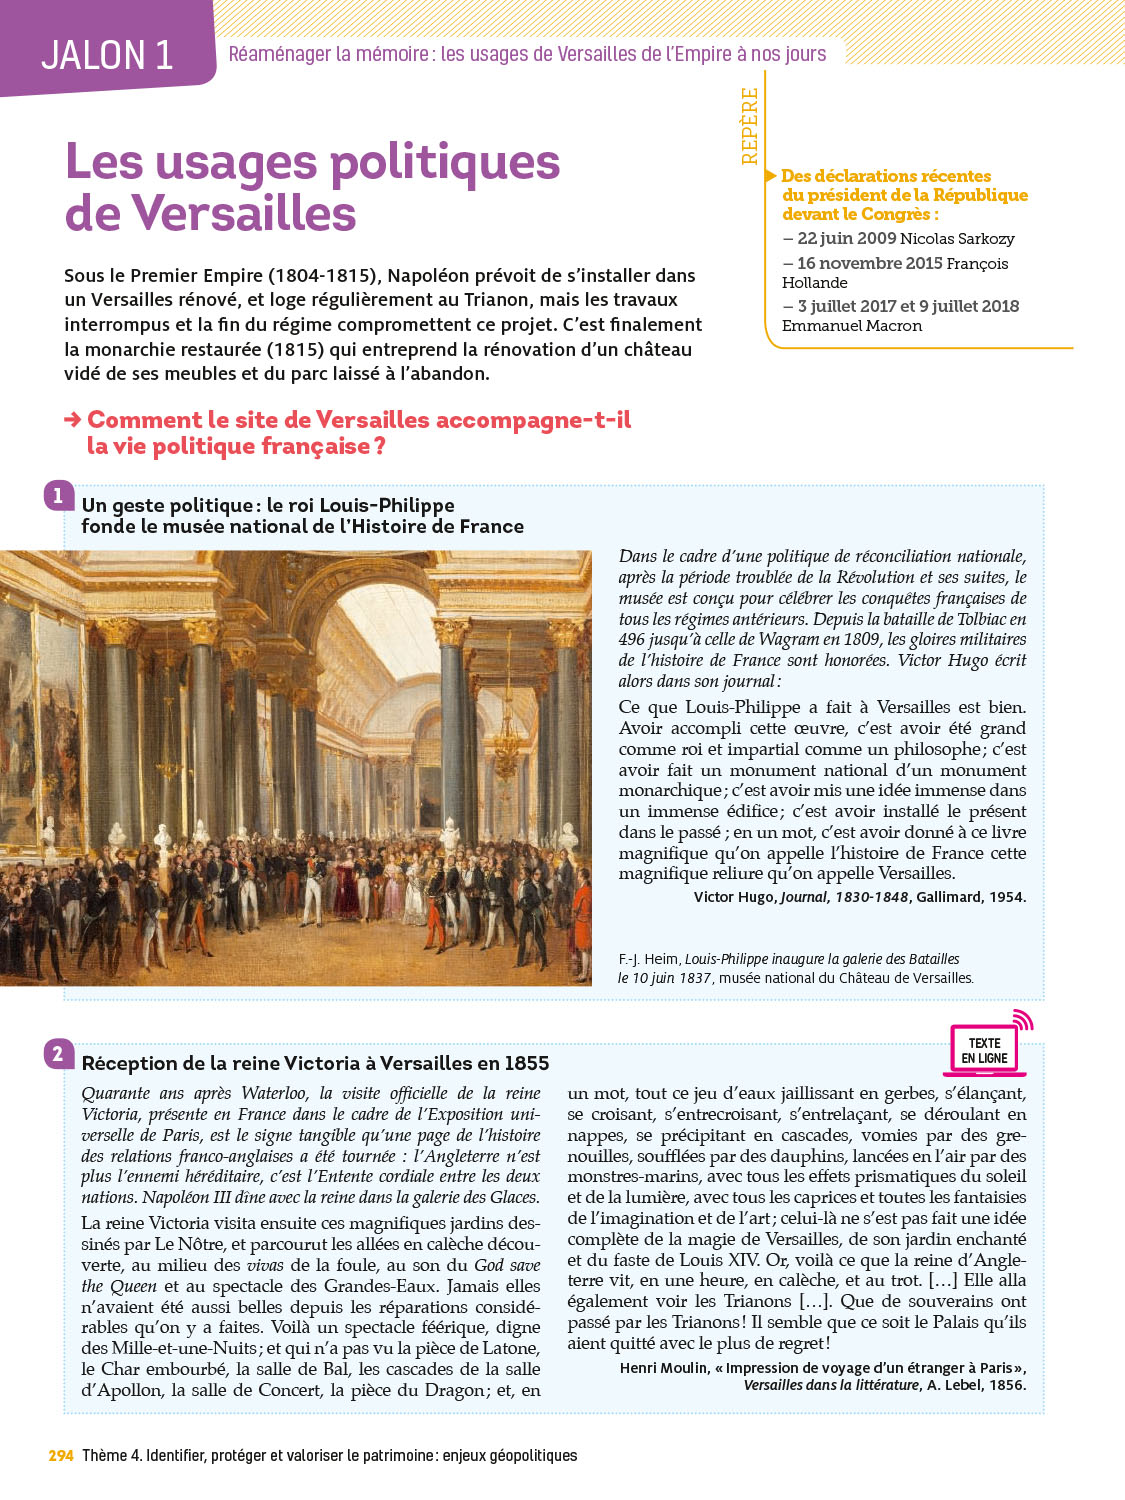 JALON 1
Réaménager la mémoire : les usages de Versailles de l'Empire à nos jours
Les usages politiques
de Versailles
Sous le Premier Empire (1804-1815), Napoléon prévoit de s'installer dans
un Versailles rénové, et loge régulièrement au Trianon, mais les travaux
interrompus et la fin du régime compromettent ce projet. C'est finalement
la monarchie restaurée (1815) qui entreprend la rénovation d'un château
vidé de ses meubles et du parc laissé à l'abandon.
→ Comment le site de Versailles accompagne-t-il
la vie politique française ?
REPÈRE
Des déclarations récentes
du président de la République
devant le Congrès :
– 22 juin 2009 Nicolas Sarkozy
– 16 novembre 2015 François
Hollande
– 3 juillet 2017 et 9 juillet 2018
Emmanuel Macron
1
Un geste politique : le roi Louis-Philippe
fonde le musée national de l'Histoire de France
Dans le cadre d'une politique de réconciliation nationale,
après la période troublée de la Révolution et ses suites, le
musée est conçu pour célébrer les conquêtes françaises de
tous les régimes antérieurs. Depuis la bataille de Tolbiac en
496 jusqu'à celle de Wagram en 1809, les gloires militaires
de l'histoire de France sont honorées. Victor Hugo écrit
alors dans son journal :
Ce que Louis-Philippe a fait à Versailles est bien.
Avoir accompli cette œuvre, c'est avoir été grand
comme roi et impartial comme un philosophe ; c'est
avoir fait un monument national d'un monument
monarchique ; c'est avoir mis une idée immense dans
un immense édifice ; c'est avoir installé le présent
dans le passé ; en un mot, c'est avoir donné à ce livre
magnifique qu'on appelle l'histoire de France cette
magnifique reliure qu'on appelle Versailles.
Victor Hugo, Journal, 1830-1848, Gallimard, 1954.
F.-J. Heim, Louis-Philippe inaugure la galerie des Batailles
le 10 juin 1837, musée national du Château de Versailles.
2
Réception de la reine Victoria à Versailles en 1855
TEXTE
EN LIGNE
Quarante ans après Waterloo, la visite officielle de la reine
Victoria, présente en France dans le cadre de l'Exposition uni-
verselle de Paris, est le signe tangible qu'une page de l'histoire
des relations franco-anglaises a été tournée : l'Angleterre n'est
plus l'ennemi héréditaire, c'est l'Entente cordiale entre les deux
nations. Napoléon III dîne avec la reine dans la galerie des Glaces.
La reine Victoria visita ensuite ces magnifiques jardins des-
sinés par Le Nôtre, et parcourut les allées en calèche décou-
verte, au milieu des vivas de la foule, au son du God save
the Queen et au spectacle des Grandes-Eaux. Jamais elles
n'avaient été aussi belles depuis les réparations considé-
rables qu'on y a faites. Voilà un spectacle féérique, digne
des Mille-et-une-Nuits ; et qui n'a pas vu la pièce de Latone,
le Char embourbé, la salle de Bal, les cascades de la salle
d'Apollon, la salle de Concert, la pièce du Dragon ; et, en
un mot, tout ce jeu d'eaux jaillissant en gerbes, s'élançant,
se croisant, s'entrecroisant, s'entrelaçant, se déroulant en
nappes, se précipitant en cascades, vomies par des gre-
nouilles, soufflées par des dauphins, lancées en l'air par des
monstres-marins, avec tous les effets prismatiques du soleil
et de la lumière, avec tous les caprices et toutes les fantaisies
de l'imagination et de l'art ; celui-là ne s'est pas fait une idée
complète de la magie de Versailles, de son jardin enchanté
et du faste de Louis XIV. Or, voilà ce que la reine d'Angle-
terre vit, en une heure, en calèche, et au trot. […] Elle alla
également voir les Trianons […]. Que de souverains ont
passé par les Trianons ! Il semble que ce soit le Palais qu'ils
aient quitté avec le plus de regret !
Henri Moulin, « Impression de voyage d'un étranger à Paris »,
Versailles dans la littérature, A. Lebel, 1856.
294 Thème 4. Identifier, protéger et valoriser le patrimoine : enjeux géopolitiques